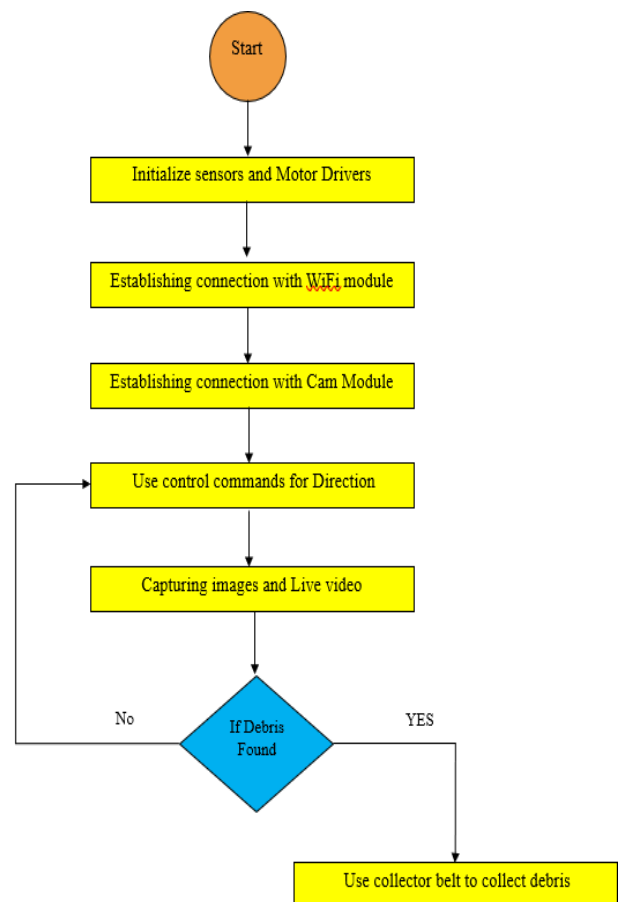 Start
Initialize sensors and Motor Drivers
Establishing connection with WiFi module
Establishing connection with Cam Module
Use control commands for Direction
Capturing images and Live video
If Debris
Found
No
YES
Use collector belt to collect debris